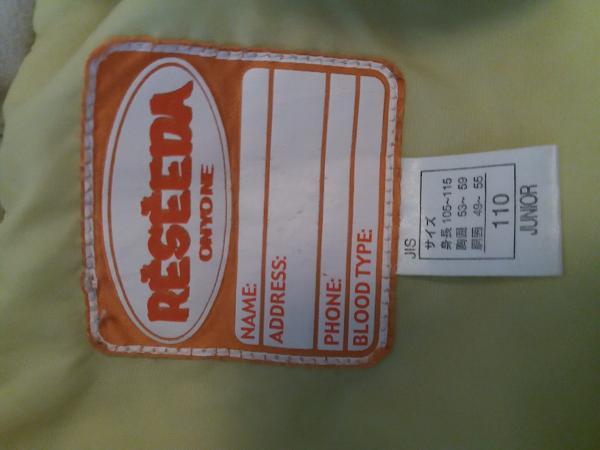 RESEEDA
ONYONE
NAME:
ADDRESS:
PHONE:
BLOOD TYPE:
JIS
サイズ
身長 105~115
胸囲 53~ 59
胴囲 49~ 55
110
JUNIOR